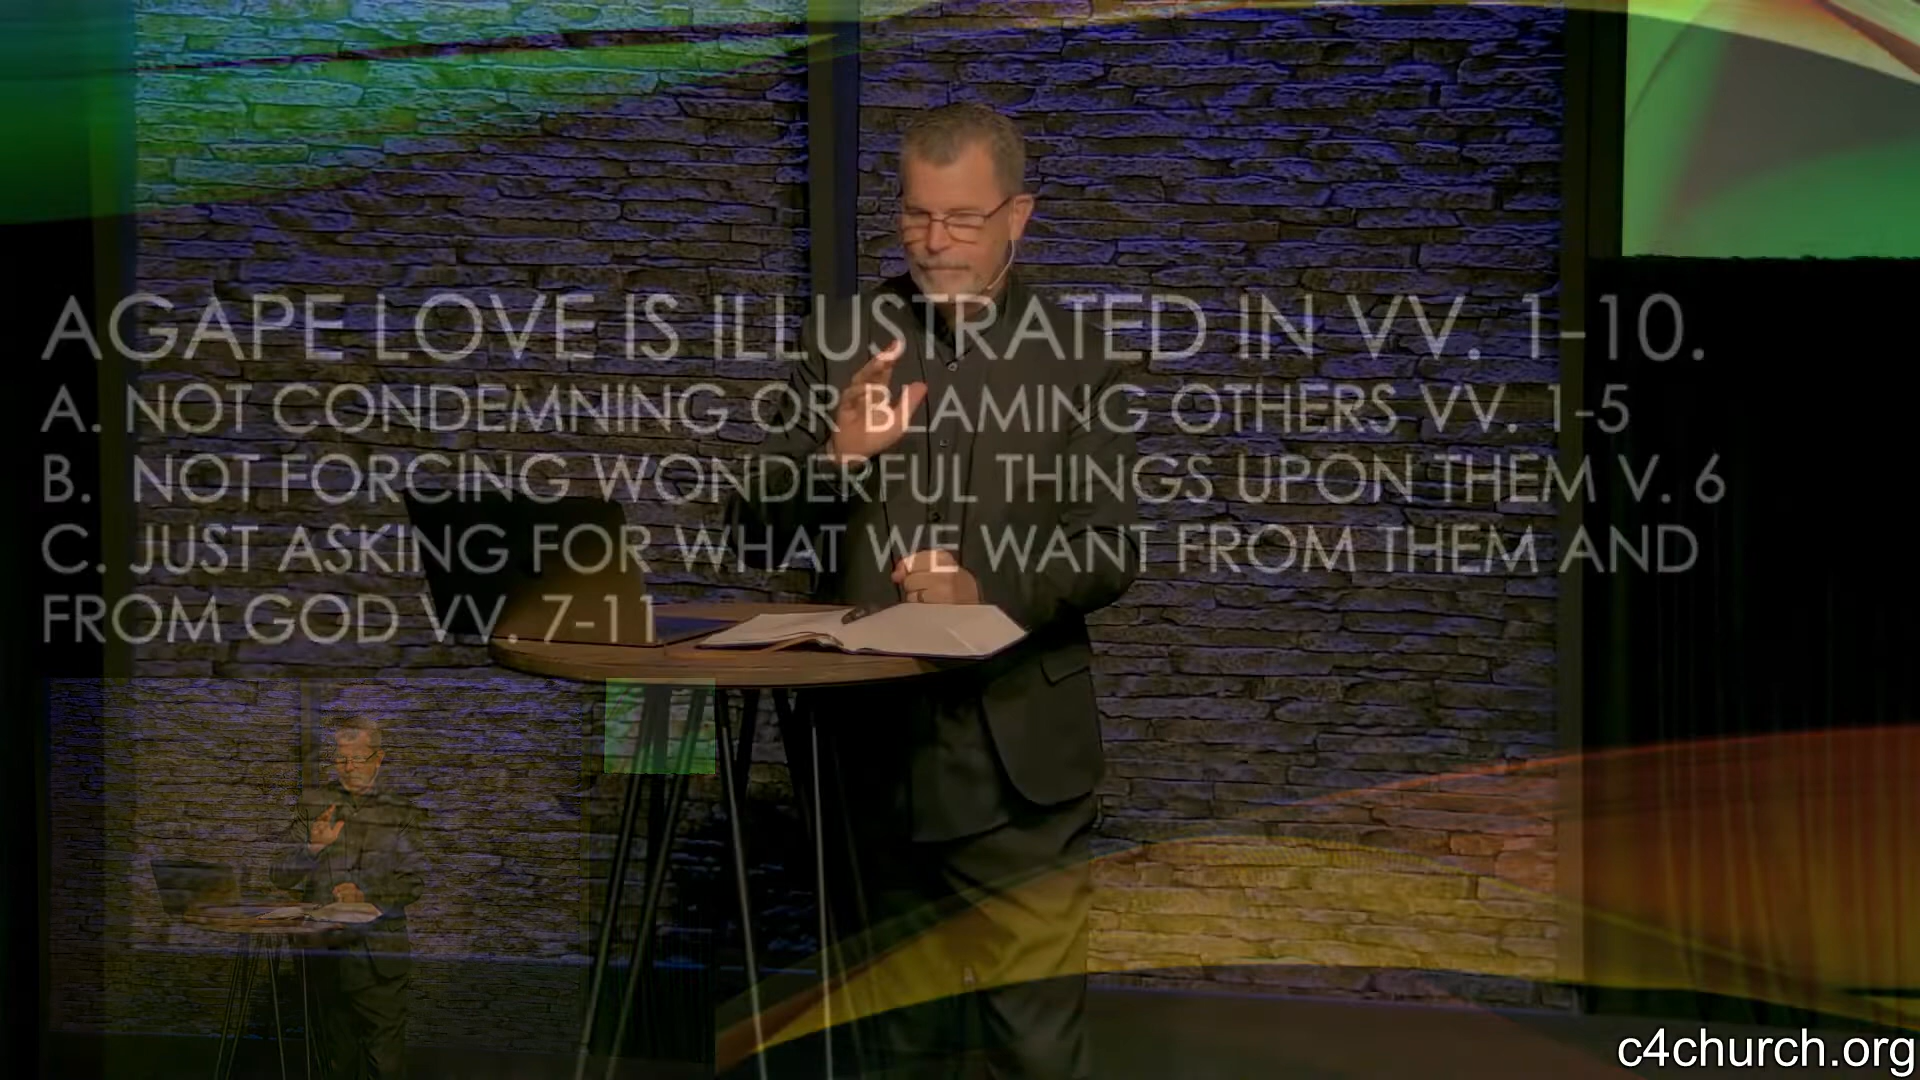 AGAPE LOVE IS ILLUSTRATED IN VV. 1-10.
A. NOT CONDEMNING OR BLAMING OTHERS VV. 1-5
B. NOT FORCING WONDERFUL THINGS UPON THEM V. 6
C. JUST ASKING FOR WHAT WE WANT FROM THEM AND
FROM GOD VV. 7-11
c4church.org